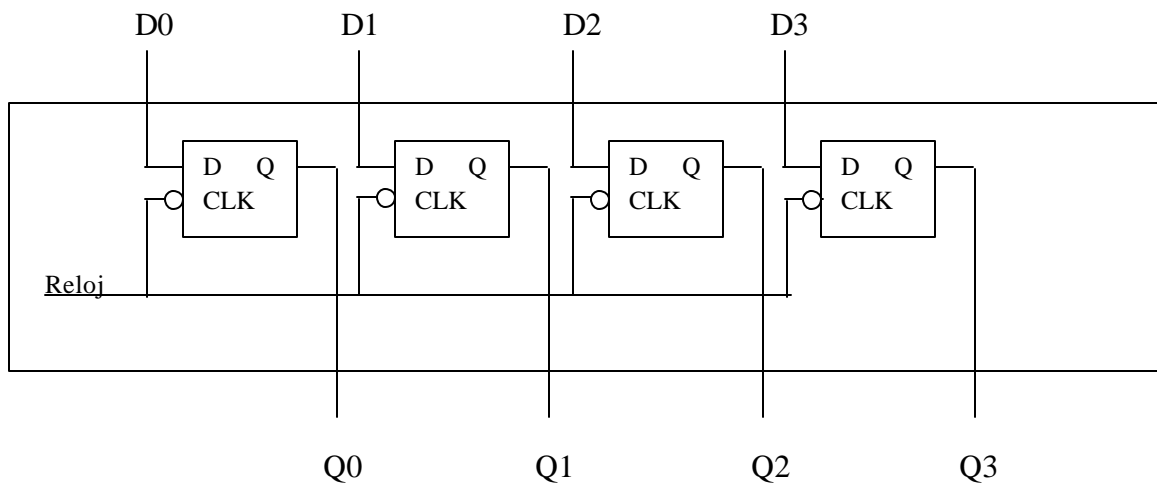 D0 D1 D2 D3
D Q D Q D Q D Q
CLK CLK CLK CLK
Reloj
Q0 Q1 Q2 Q3